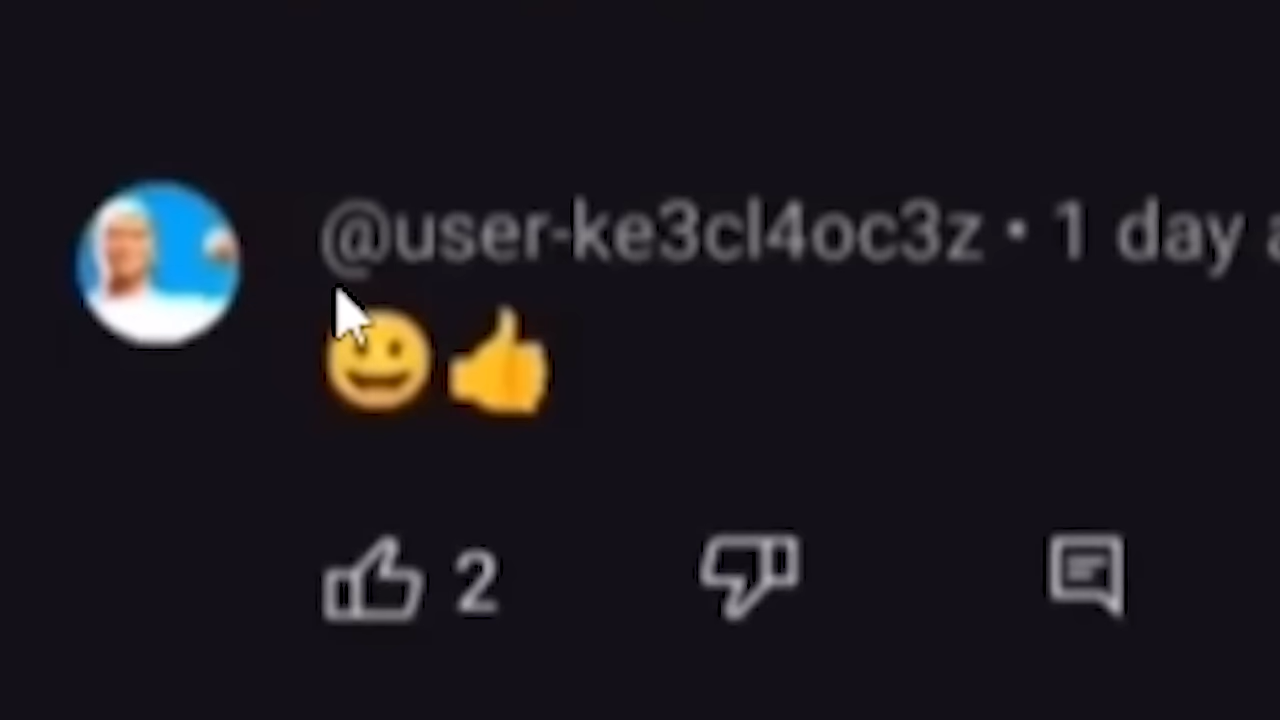 @user-ke3cl4oc3z • 1 day a
😀👍
2